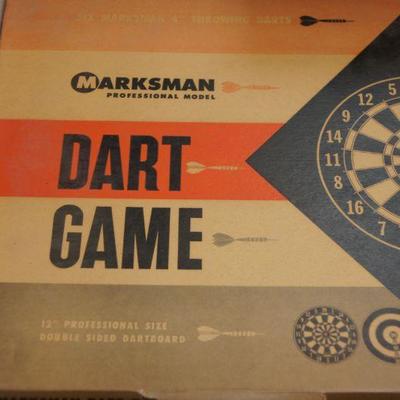 SIX MARKSMAN 4" THROWING DARTS
MARKSMAN
PROFESSIONAL MODEL
DART
GAME
12" PROFESSIONAL SIZE
DOUBLE SIDED DARTBOARD
5
12
9
14
11
8
16
7